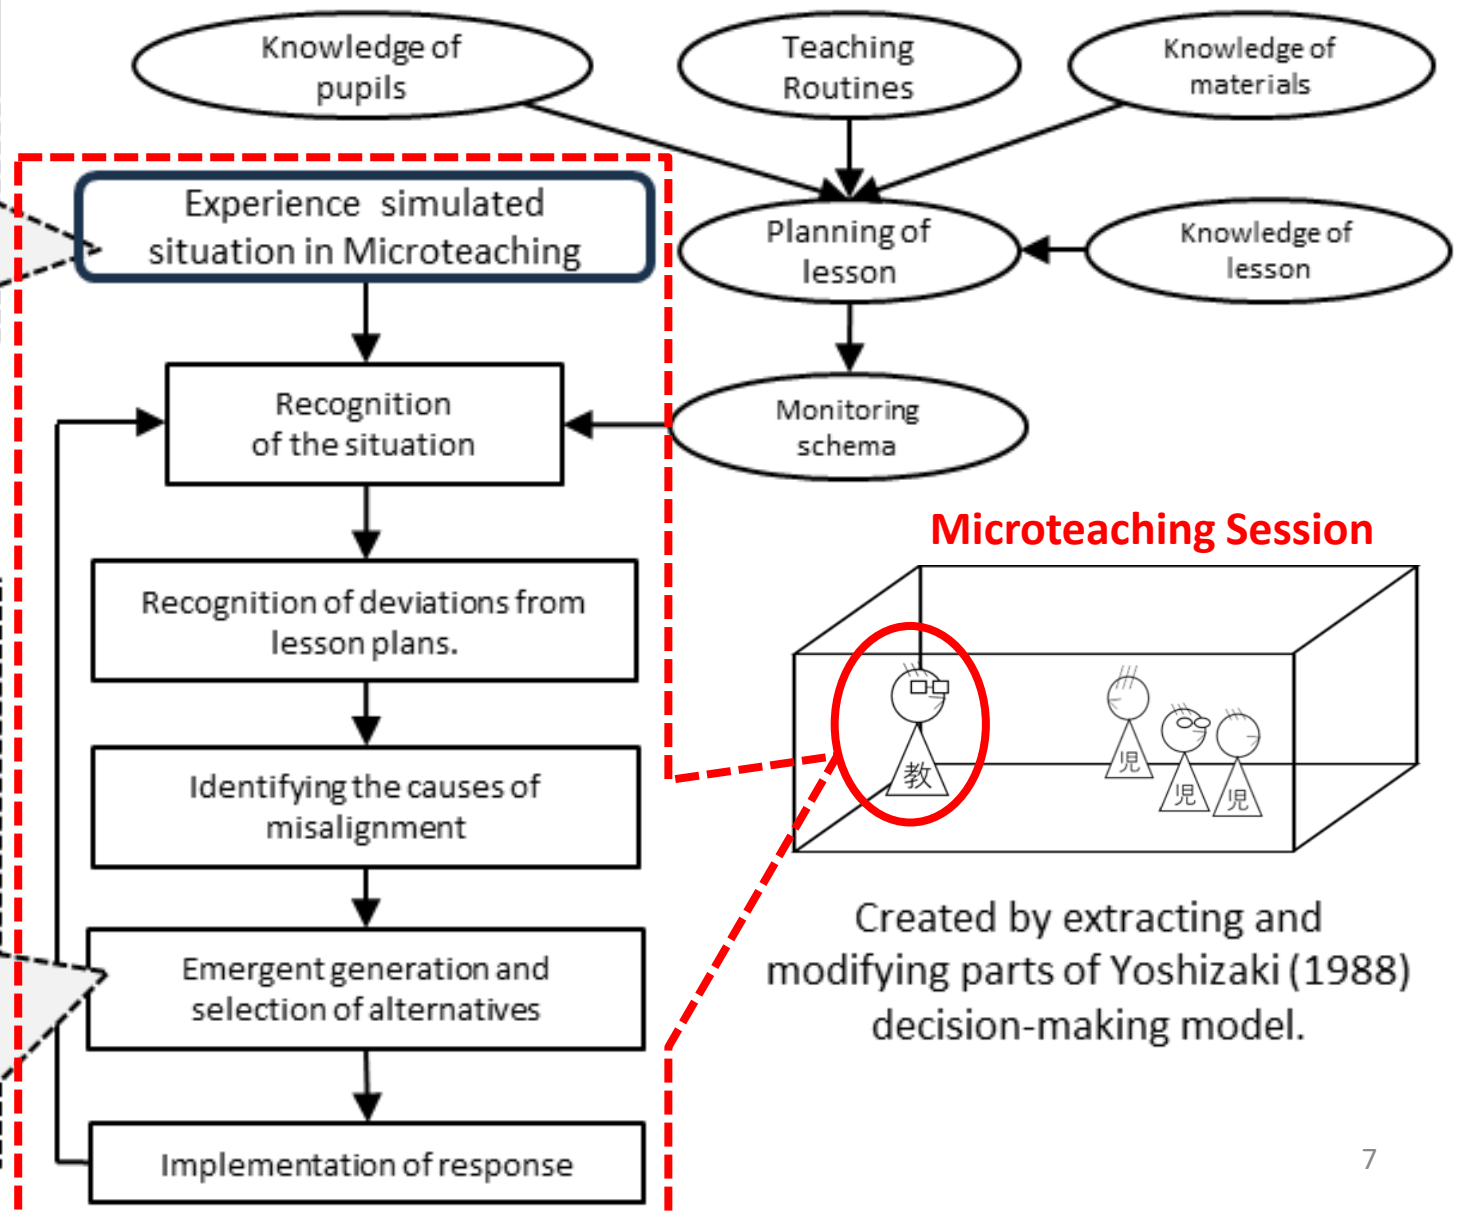 Knowledge of
pupils
Teaching
Routines
Knowledge of
materials
Experience simulated
situation in Microteaching
Planning of
lesson
Knowledge of
lesson
Recognition
of the situation
Monitoring
schema
Microteaching Session
Recognition of deviations from
lesson plans.
教
児
児
児
Identifying the causes of
misalignment
Emergent generation and
selection of alternatives
Created by extracting and
modifying parts of Yoshizaki (1988)
decision-making model.
Implementation of response
7